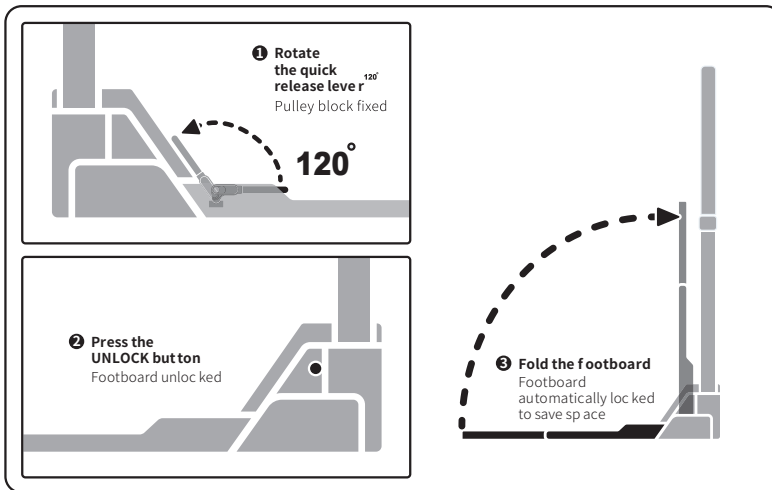 ❶ Rotate
the quick
release leve r 120°
Pulley block fixed
120°
❷ Press the
UNLOCK but ton
Footboard unloc ked
❸ Fold the f ootboard
Footboard
automatically loc ked
to save sp ace